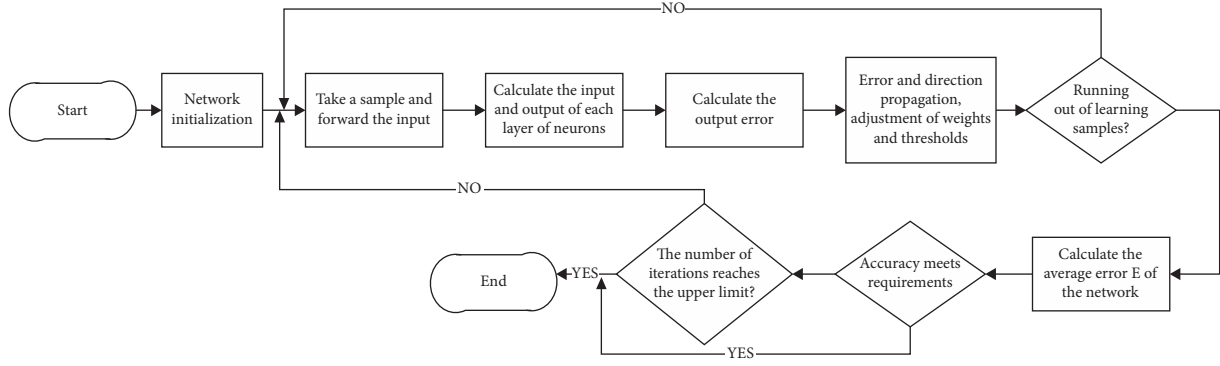 NO
Start
Network
initialization
Take a sample and
forward the input
Calculate the input
and output of each
layer of neurons
Calculate the
output error
Error and direction
propagation,
adjustment of weights
and thresholds
Running
out of learning
samples?
NO
End
YES
The number of
iterations reaches
the upper limit?
Accuracy meets
requirements
Calculate the
average error E of
the network
YES